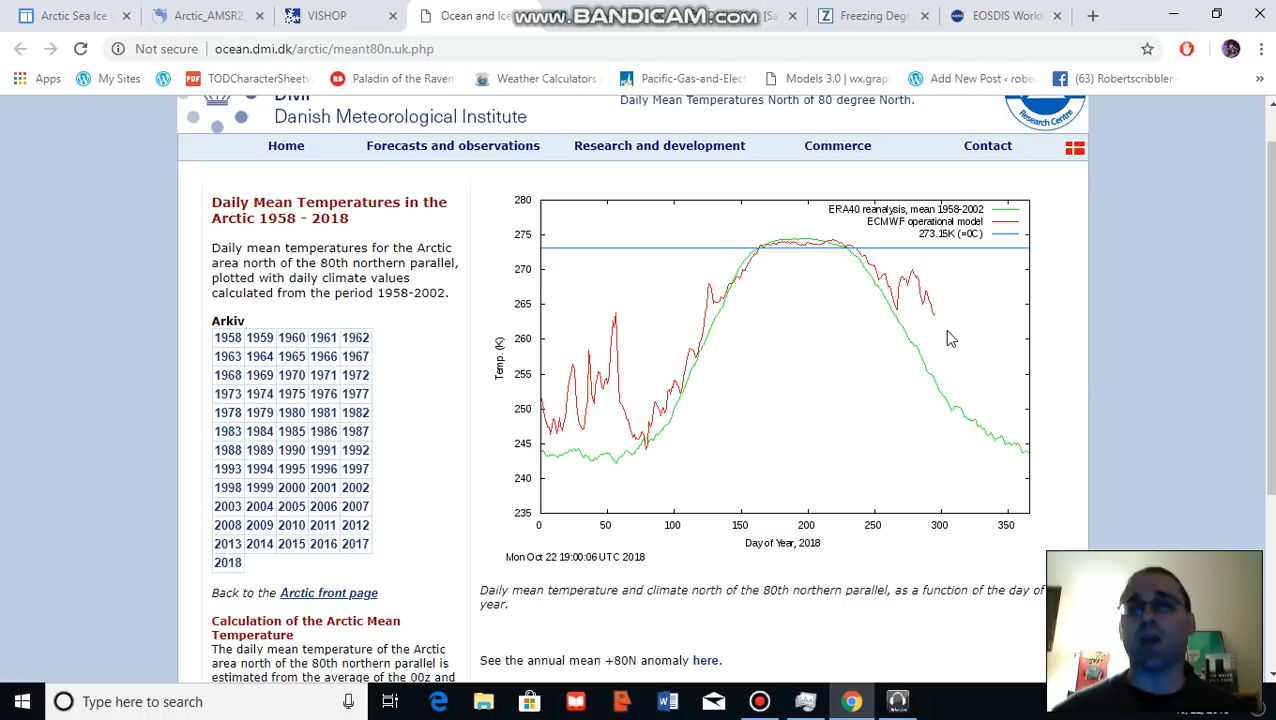 Arctic Sea Ice
Arctic_AMSR2_
VISHOP
Ocean and Ice
www.BANDICAM.com
Freezing Degr
EOSDIS World
Not secure
ocean.dmi.dk/arctic/meant80n.uk.php
Apps
My Sites
TODCharacterSheetv
Paladin of the Raven
Weather Calculators
Pacific-Gas-and-Elect
Models 3.0 | wx.grap
Add New Post ‹ robe
(63) Robertscribbler
»
Danish Meteorological Institute
Daily Mean Temperatures North of 80 degree North.
Research Centre
Home
Forecasts and observations
Research and development
Commerce
Contact
Daily Mean Temperatures in the
Arctic 1958 - 2018
Daily mean temperatures for the Arctic
area north of the 80th northern parallel,
plotted with daily climate values
calculated from the period 1958-2002.
Arkiv
1958 1959 1960 1961 1962
1963 1964 1965 1966 1967
1968 1969 1970 1971 1972
1973 1974 1975 1976 1977
1978 1979 1980 1981 1982
1983 1984 1985 1986 1987
1988 1989 1990 1991 1992
1993 1994 1995 1996 1997
1998 1999 2000 2001 2002
2003 2004 2005 2006 2007
2008 2009 2010 2011 2012
2013 2014 2015 2016 2017
2018
Back to the Arctic front page
Calculation of the Arctic Mean
Temperature
The daily mean temperature of the Arctic
area north of the 80th northern parallel is
estimated from the average of the 00z and
ERA40 reanalysis, mean 1958-2002
ECMWF operational model
273.15K (=0C)
280
275
270
265
260
255
250
245
240
235
Temp. (K)
0 50 100 150 200 250 300 350
Day of Year, 2018
Mon Oct 22 19:00:06 UTC 2018
Daily mean temperature and climate north of the 80th northern parallel, as a function of the day of
year.
See the annual mean +80N anomaly here.
Type here to search